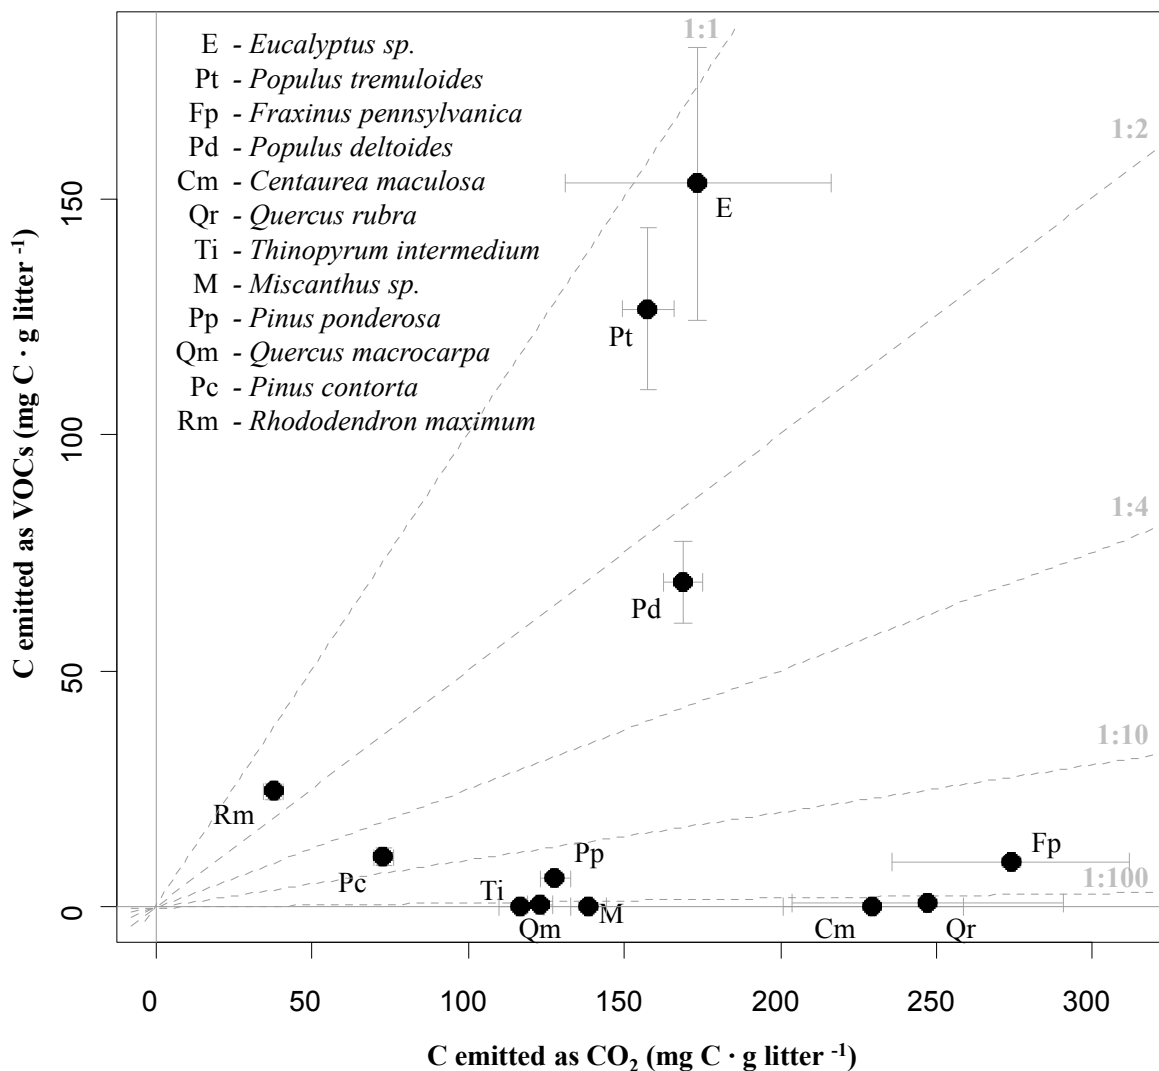 1:1
E - Eucalyptus sp.
Pt - Populus tremuloides
Fp - Fraxinus pennsylvanica
1:2
Pd - Populus deltoides
Cm - Centaurea maculosa
Qr - Quercus rubra
Ti - Thinopyrum intermedium
M - Miscanthus sp.
Pp - Pinus ponderosa
Qm - Quercus macrocarpa
Pc - Pinus contorta
Rm - Rhododendron maximum
E
Pt
1:4
Pd
1:10
Rm
Pc
Pp
Fp
Ti
1:100
Qm
M
Cm
Qr
150
100
50
0
C emitted as VOCs (mg C · g litter ⁻¹)
0 50 100 150 200 250 300
C emitted as CO₂ (mg C · g litter ⁻¹)